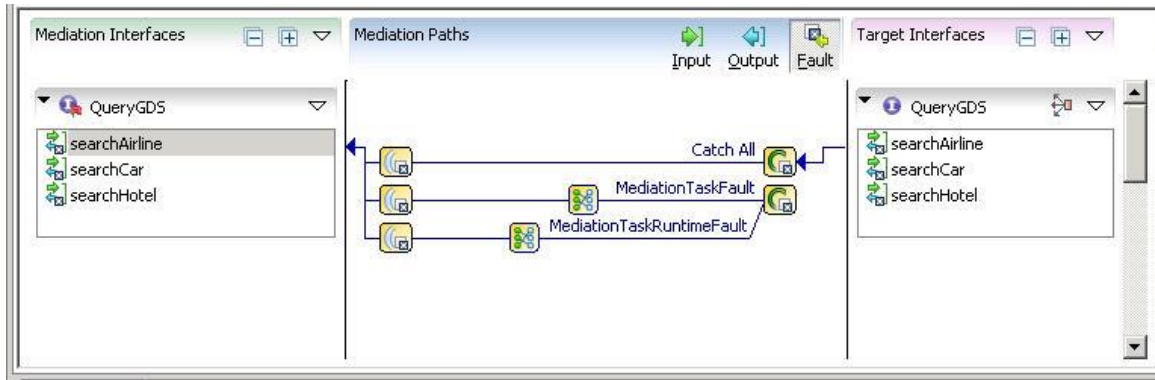 Mediation Interfaces
Mediation Paths
Input
Output
Fault
Target Interfaces
QueryGDS
searchAirline
searchCar
searchHotel
Catch All
MediationTaskFault
MediationTaskRuntimeFault
QueryGDS
searchAirline
searchCar
searchHotel